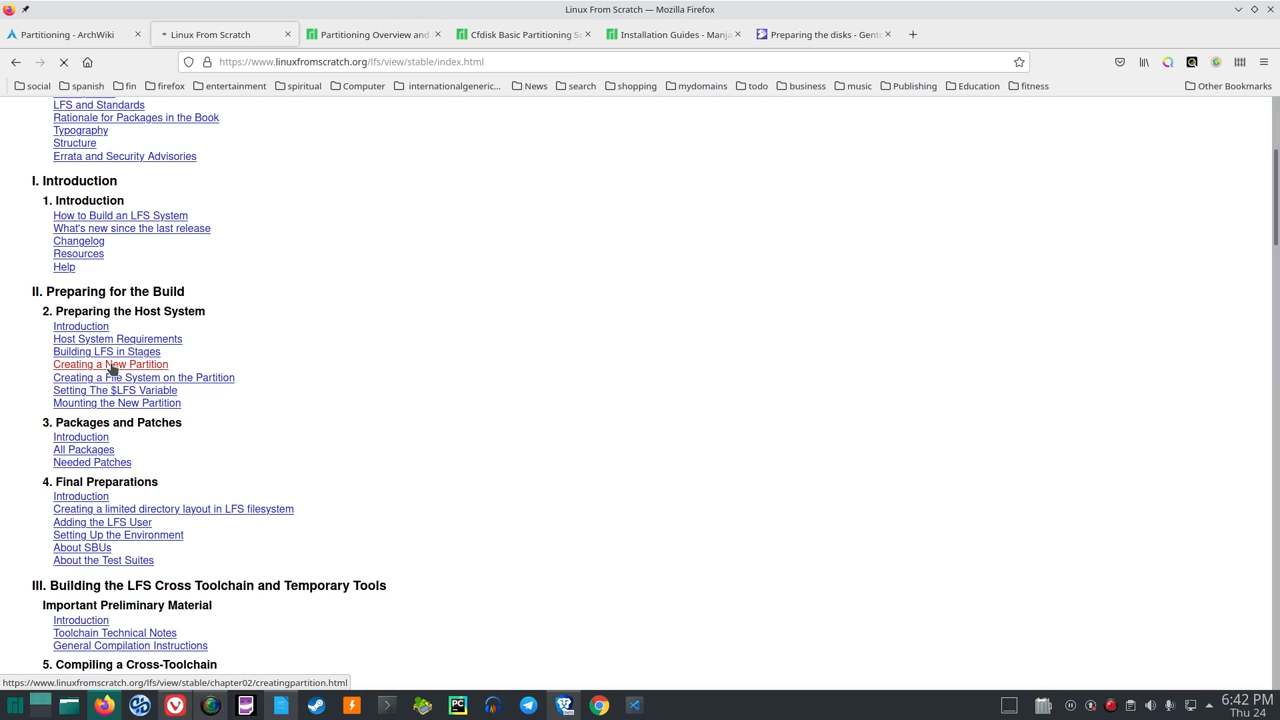 Linux From Scratch — Mozilla Firefox
Partitioning - ArchWiki
Linux From Scratch
Partitioning Overview and
Cfdisk Basic Partitioning S
Installation Guides - Manja
Preparing the disks - Gent
https://www.linuxfromscratch.org/lfs/view/stable/index.html
social spanish fin firefox entertainment spiritual Computer internationalgeneric... News search shopping mydomains todo business music Publishing Education fitness Other Bookmarks
LFS and Standards
Rationale for Packages in the Book
Typography
Structure
Errata and Security Advisories
I. Introduction
1. Introduction
How to Build an LFS System
What's new since the last release
Changelog
Resources
Help
II. Preparing for the Build
2. Preparing the Host System
Introduction
Host System Requirements
Building LFS in Stages
Creating a New Partition
Creating a File System on the Partition
Setting The $LFS Variable
Mounting the New Partition
3. Packages and Patches
Introduction
All Packages
Needed Patches
4. Final Preparations
Introduction
Creating a limited directory layout in LFS filesystem
Adding the LFS User
Setting Up the Environment
About SBUs
About the Test Suites
III. Building the LFS Cross Toolchain and Temporary Tools
Important Preliminary Material
Introduction
Toolchain Technical Notes
General Compilation Instructions
5. Compiling a Cross-Toolchain
https://www.linuxfromscratch.org/lfs/view/stable/chapter02/creatingpartition.html
6:42 PM
Thu 24